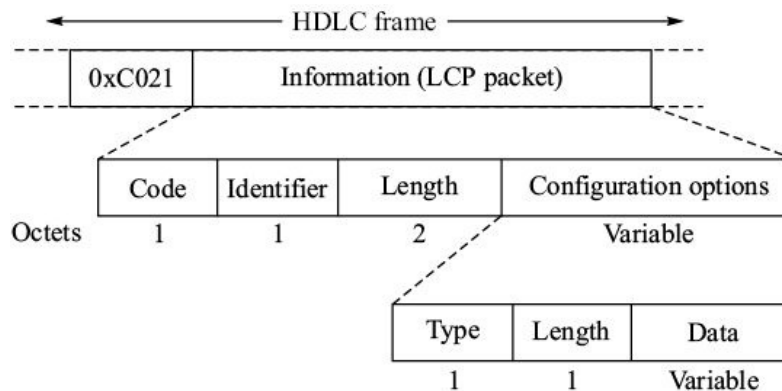 HDLC frame
0xC021 Information (LCP packet)
Code Identifier Length Configuration options
Octets 1 1 2 Variable
Type Length Data
1 1 Variable